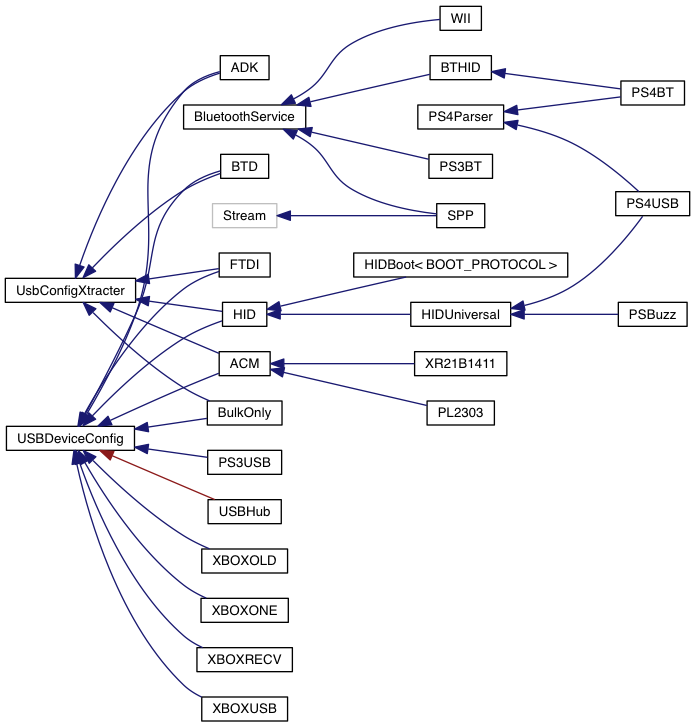 WII
ADK
BTHID
PS4BT
BluetoothService
PS4Parser
BTD
PS3BT
PS4USB
Stream
SPP
FTDI
HIDBoot< BOOT_PROTOCOL >
UsbConfigXtracter
HID
HIDUniversal
PSBuzz
ACM
XR21B1411
BulkOnly
PL2303
USBDeviceConfig
PS3USB
USBHub
XBOXOLD
XBOXONE
XBOXRECV
XBOXUSB